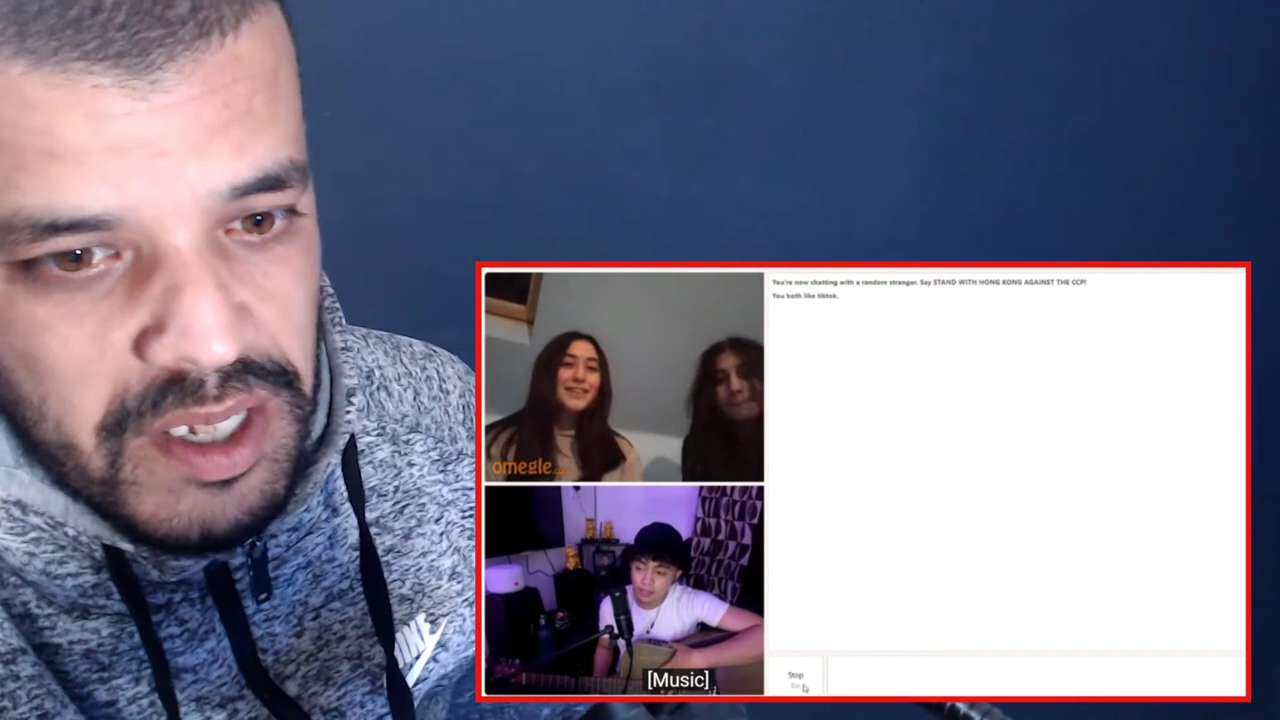 You're now chatting with a random stranger. Say STAND WITH HONG KONG AGAINST THE CCP!
You both like tiktok.
omegle
[Music]
Stop